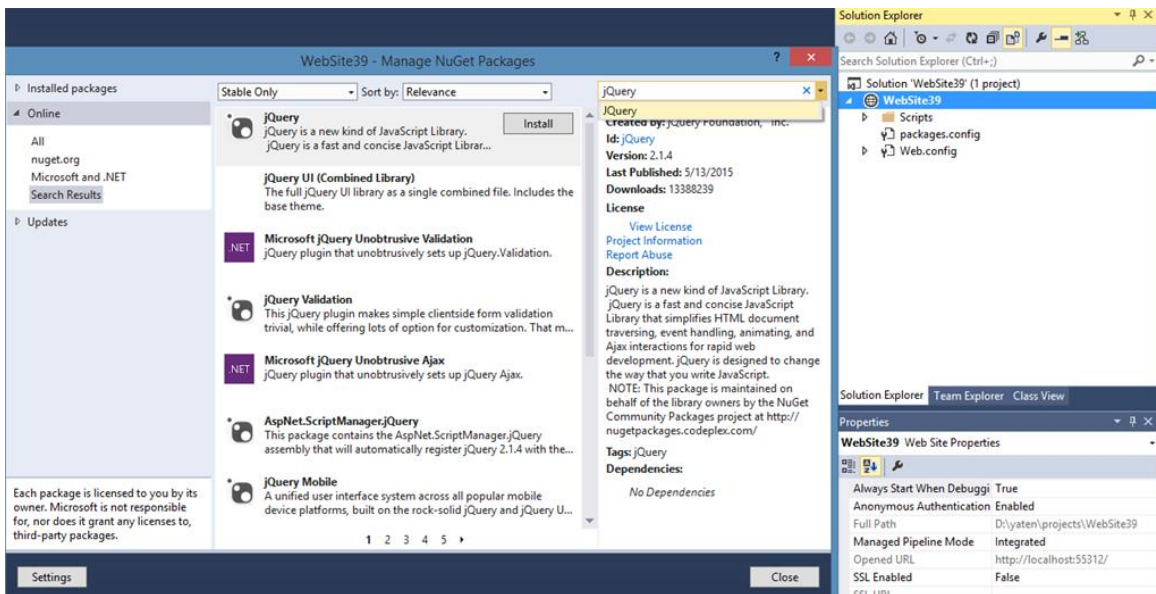 WebSite39 - Manage NuGet Packages
?
Installed packages
Online
All
nuget.org
Microsoft and .NET
Search Results
Updates
Each package is licensed to you by its
owner. Microsoft is not responsible
for, nor does it grant any licenses to,
third-party packages.
Settings
Stable Only
Sort by: Relevance
jQuery
Install
jQuery is a new kind of JavaScript Library.
jQuery is a fast and concise JavaScript Librar...
jQuery UI (Combined Library)
The full jQuery UI library as a single combined file. Includes the
base theme.
.NET
Microsoft jQuery Unobtrusive Validation
jQuery plugin that unobtrusively sets up jQuery.Validation.
jQuery Validation
This jQuery plugin makes simple clientside form validation
trivial, while offering lots of option for customization. That m...
.NET
Microsoft jQuery Unobtrusive Ajax
jQuery plugin that unobtrusively sets up jQuery Ajax.
AspNet.ScriptManager.jQuery
This package contains the AspNet.ScriptManager.jQuery
assembly that will automatically register jQuery 2.1.4 with the...
jQuery Mobile
A unified user interface system across all popular mobile
device platforms, built on the rock-solid jQuery and jQuery U...
1 2 3 4 5
jQuery
JQuery
Created by: jQuery Foundation, Inc.
Id: jQuery
Version: 2.1.4
Last Published: 5/13/2015
Downloads: 13388239
License
View License
Project Information
Report Abuse
Description:
jQuery is a new kind of JavaScript Library.
jQuery is a fast and concise JavaScript
Library that simplifies HTML document
traversing, event handling, animating, and
Ajax interactions for rapid web
development. jQuery is designed to change
the way that you write JavaScript.
NOTE: This package is maintained on
behalf of the library owners by the NuGet
Community Packages project at http://
nugetpackages.codeplex.com/
Tags: jQuery
Dependencies:
No Dependencies
Close
Solution Explorer
Search Solution Explorer (Ctrl+;)
Solution 'WebSite39' (1 project)
WebSite39
Scripts
packages.config
Web.config
Solution Explorer Team Explorer Class View
Properties
WebSite39 Web Site Properties
Always Start When Debuggi True
Anonymous Authentication Enabled
Full Path D:\yaten\projects\WebSite39
Managed Pipeline Mode Integrated
Opened URL http://localhost:55312/
SSL Enabled False
SSL URL